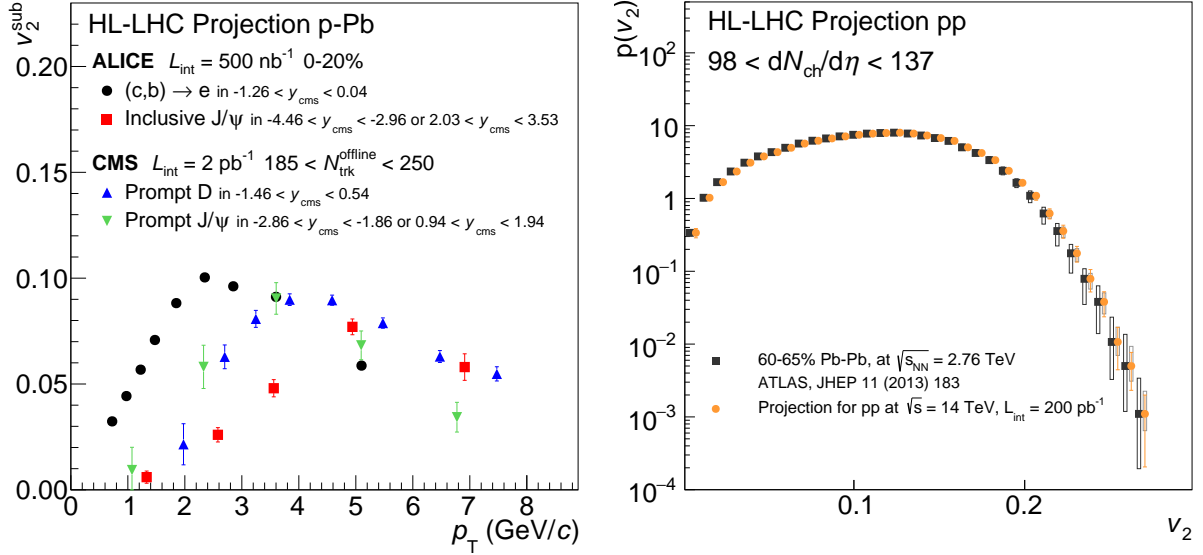 HL-LHC Projection p-Pb
ALICE L_int = 500 nb⁻¹ 0-20%
(c,b) → e in -1.26 < y_cms < 0.04
Inclusive J/ψ in -4.46 < y_cms < -2.96 or 2.03 < y_cms < 3.53
CMS L_int = 2 pb⁻¹ 185 < N_trk^offline < 250
Prompt D in -1.46 < y_cms < 0.54
Prompt J/ψ in -2.86 < y_cms < -1.86 or 0.94 < y_cms < 1.94
v₂^sub
0.20
0.15
0.10
0.05
0.00
0 1 2 3 4 5 6 7 8
p_T (GeV/c)
HL-LHC Projection pp
98 < dN_ch/dη < 137
p(v₂)
10²
10
1
10⁻¹
10⁻²
10⁻³
10⁻⁴
60-65% Pb-Pb, at √s_NN = 2.76 TeV
ATLAS, JHEP 11 (2013) 183
Projection for pp at √s = 14 TeV, L_int = 200 pb⁻¹
0.1 0.2
v₂